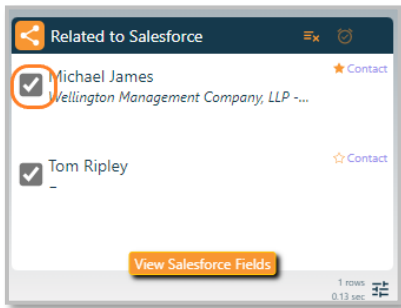 Related to Salesforce
Michael James
Contact
Wellington Management Company, LLP -...
Tom Ripley
Contact
–
View Salesforce Fields
1 rows
0.13 sec